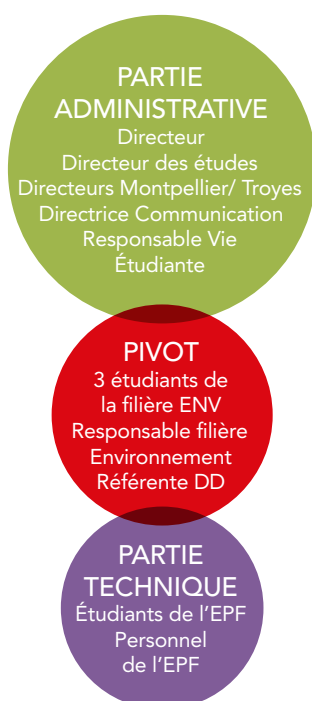 PARTIE
ADMINISTRATIVE
Directeur
Directeur des études
Directeurs Montpellier/ Troyes
Directrice Communication
Responsable Vie
Étudiante
PIVOT
3 étudiants de
la filière ENV
Responsable filière
Environnement
Référente DD
PARTIE
TECHNIQUE
Étudiants de l’EPF
Personnel
de l’EPF